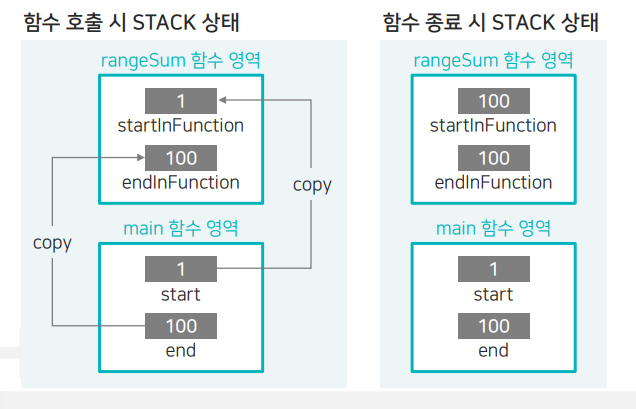 함수 호출 시 STACK 상태
rangeSum 함수 영역
1
startInFunction
100
endInFunction
copy
copy
main 함수 영역
1
start
100
end
함수 종료 시 STACK 상태
rangeSum 함수 영역
100
startInFunction
100
endInFunction
main 함수 영역
1
start
100
end